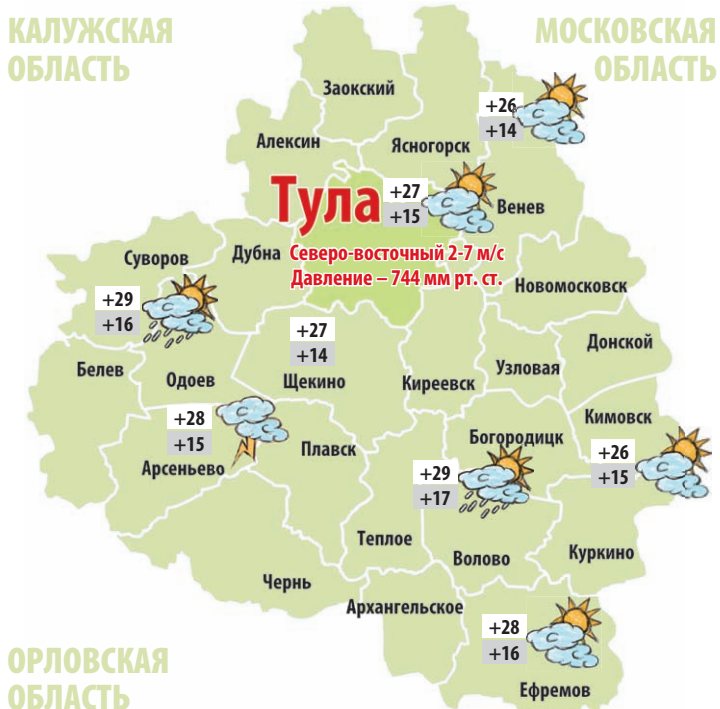 КАЛУЖСКАЯ
ОБЛАСТЬ
МОСКОВСКАЯ
ОБЛАСТЬ
Заокский
+26
+14
Алексин
Ясногорск
Тула
+27
+15
Венев
Северо-восточный 2-7 м/с
Давление – 744 мм рт. ст.
Суворов
Дубна
Новомосковск
+29
+16
+27
+14
Щекино
Донской
Узловая
Белев
Одоев
Киреевск
+28
+15
Арсеньево
Плавск
Кимовск
Богородицк
+26
+15
+29
+17
Теплое
Волово
Куркино
Чернь
Архангельское
+28
+16
Ефремов
ОРЛОВСКАЯ
ОБЛАСТЬ